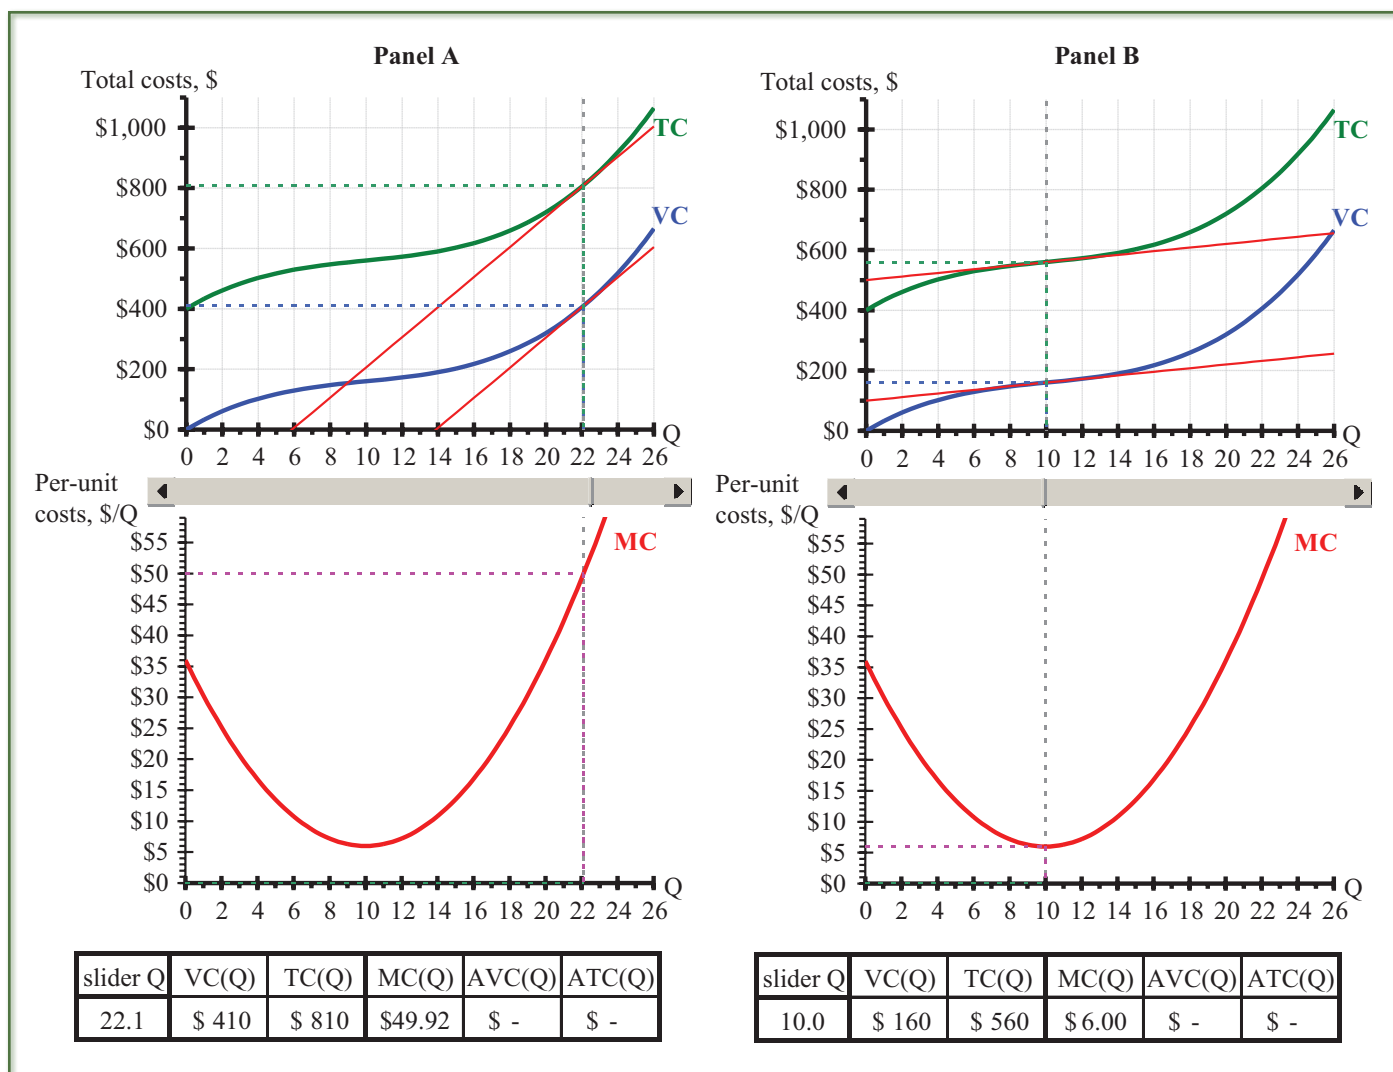 Panel A
Total costs, $
$1,000
$800
$600
$400
$200
$0
TC
VC
Q
0 2 4 6 8 10 12 14 16 18 20 22 24 26
Per-unit
costs, $/Q
$55
$50
$45
$40
$35
$30
$25
$20
$15
$10
$5
$0
MC
Q
0 2 4 6 8 10 12 14 16 18 20 22 24 26
slider Q VC(Q) TC(Q) MC(Q) AVC(Q) ATC(Q)
22.1 $ 410 $ 810 $49.92 $ - $ -
Panel B
Total costs, $
$1,000
$800
$600
$400
$200
$0
TC
VC
Q
0 2 4 6 8 10 12 14 16 18 20 22 24 26
Per-unit
costs, $/Q
$55
$50
$45
$40
$35
$30
$25
$20
$15
$10
$5
$0
MC
Q
0 2 4 6 8 10 12 14 16 18 20 22 24 26
slider Q VC(Q) TC(Q) MC(Q) AVC(Q) ATC(Q)
10.0 $ 160 $ 560 $6.00 $ - $ -